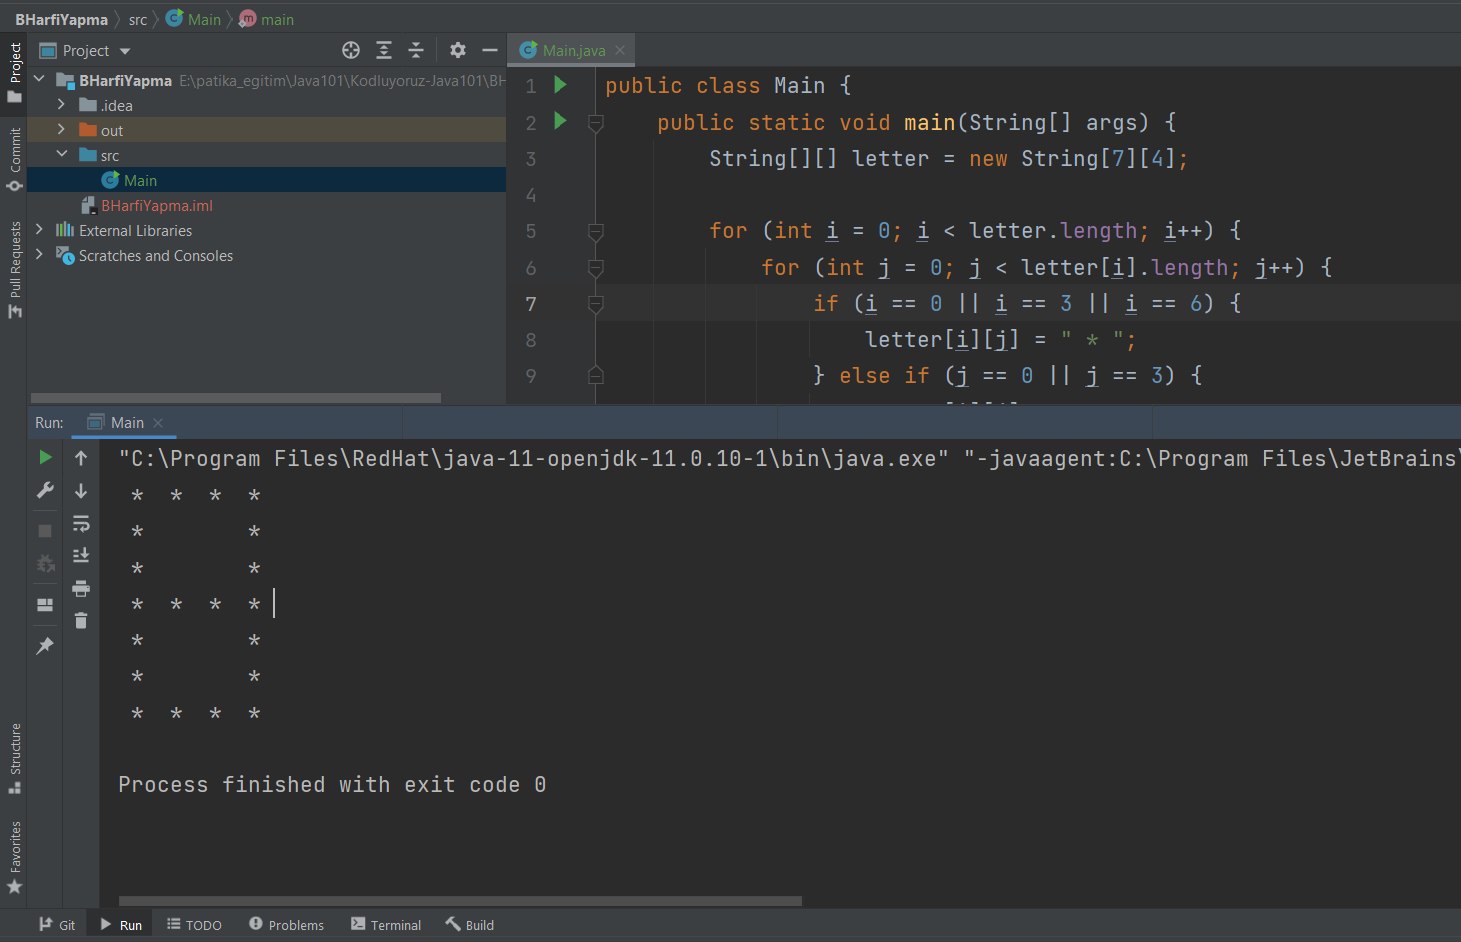 BHarfiYapma src Main main
Project
Main.java
BHarfiYapma E:\patika_egitim\Java101\Kodluyoruz-Java101\BH
.idea
out
src
Main
BHarfiYapma.iml
External Libraries
Scratches and Consoles
Project
Commit
Pull Requests
1 public class Main {
2 public static void main(String[] args) {
3 String[][] letter = new String[7][4];
4
5 for (int i = 0; i < letter.length; i++) {
6 for (int j = 0; j < letter[i].length; j++) {
7 if (i == 0 || i == 3 || i == 6) {
8 letter[i][j] = " * ";
9 } else if (j == 0 || j == 3) {
Run: Main
"C:\Program Files\RedHat\java-11-openjdk-11.0.10-1\bin\java.exe" "-javaagent:C:\Program Files\JetBrains\
* * * *
* *
* *
* * * *
* *
* *
* * * *
Process finished with exit code 0
Structure
Favorites
Git Run TODO Problems Terminal Build